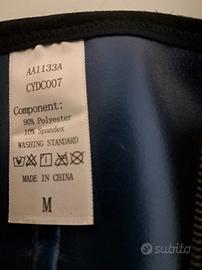 AA1133A
CYDC007
Component:
90% Polyester
10% Spandex
WASHING STANDARD
MADE IN CHINA
M
subito